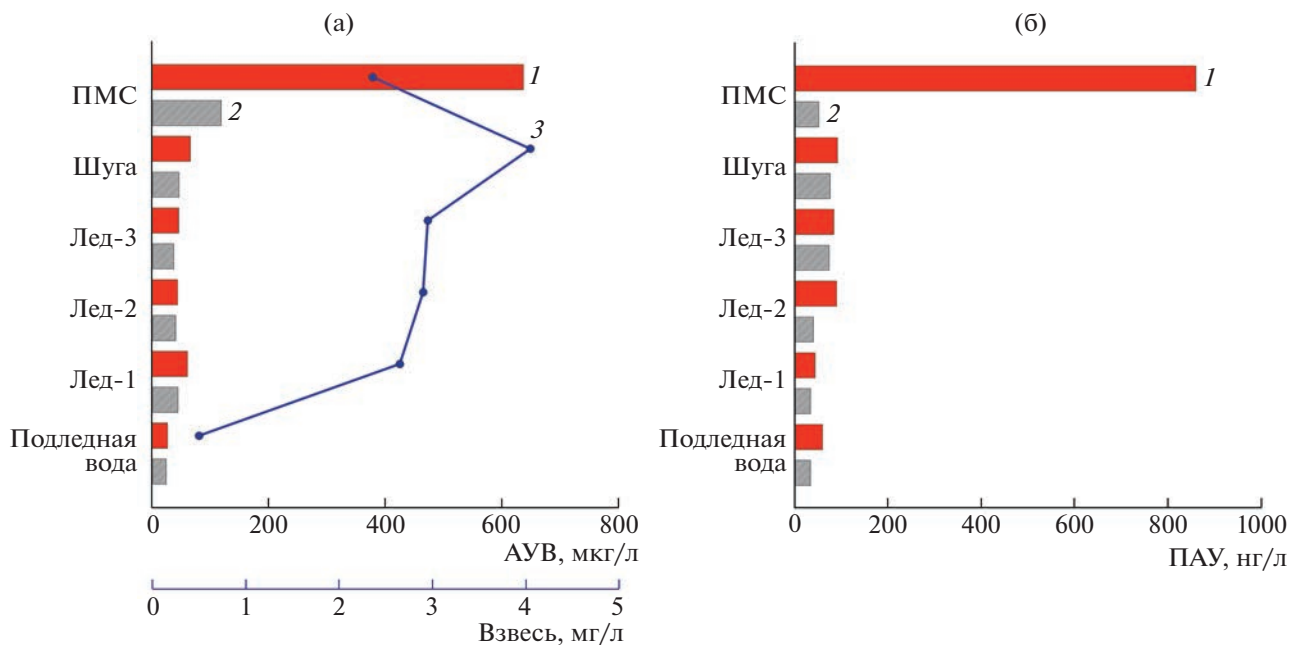 (а)
ПМС
Шуга
Лед-3
Лед-2
Лед-1
Подледная
вода
1
2
3
0 200 400 600 800
АУВ, мкг/л
0 1 2 3 4 5
Взвесь, мг/л
(б)
ПМС
Шуга
Лед-3
Лед-2
Лед-1
Подледная
вода
1
2
0 200 400 600 800 1000
ПАУ, нг/л